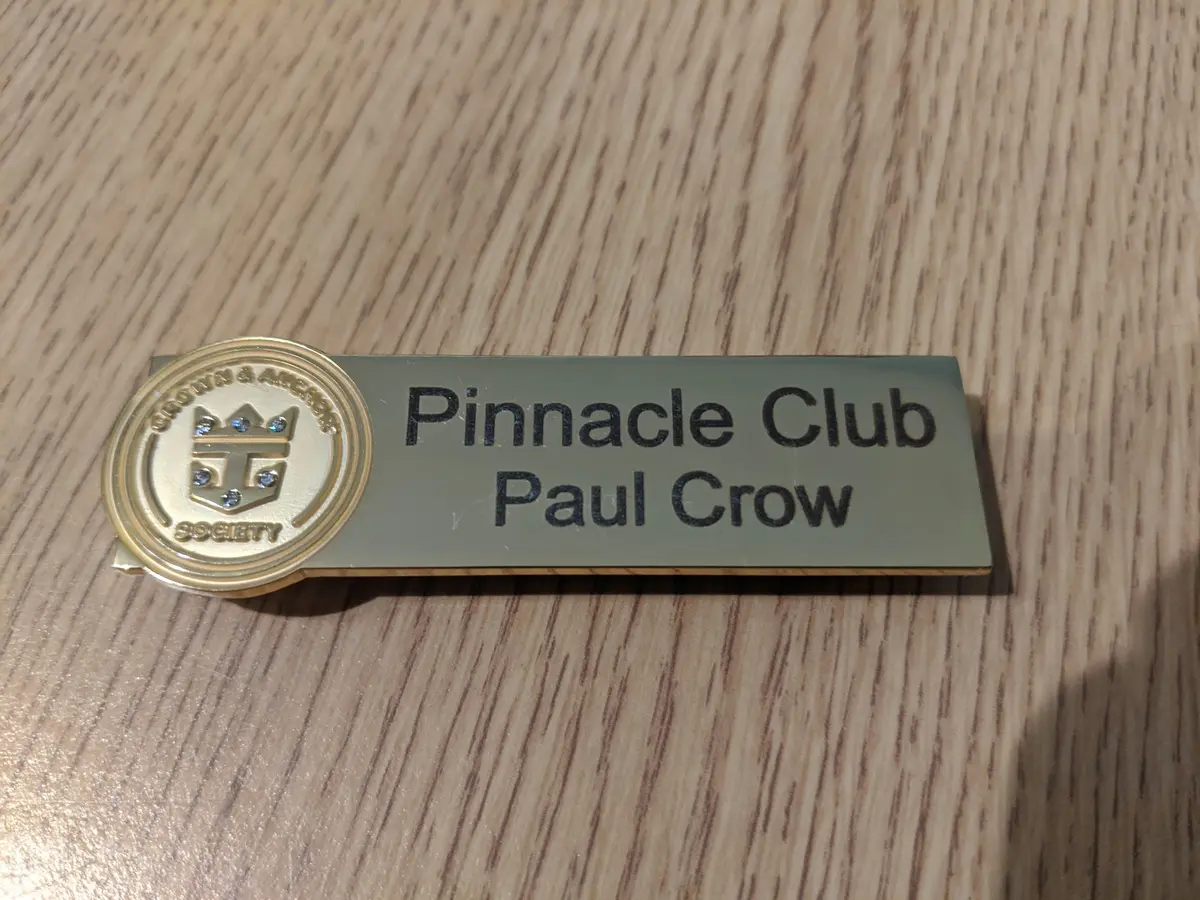 CROWN & ANCHOR
SOCIETY
Pinnacle Club
Paul Crow